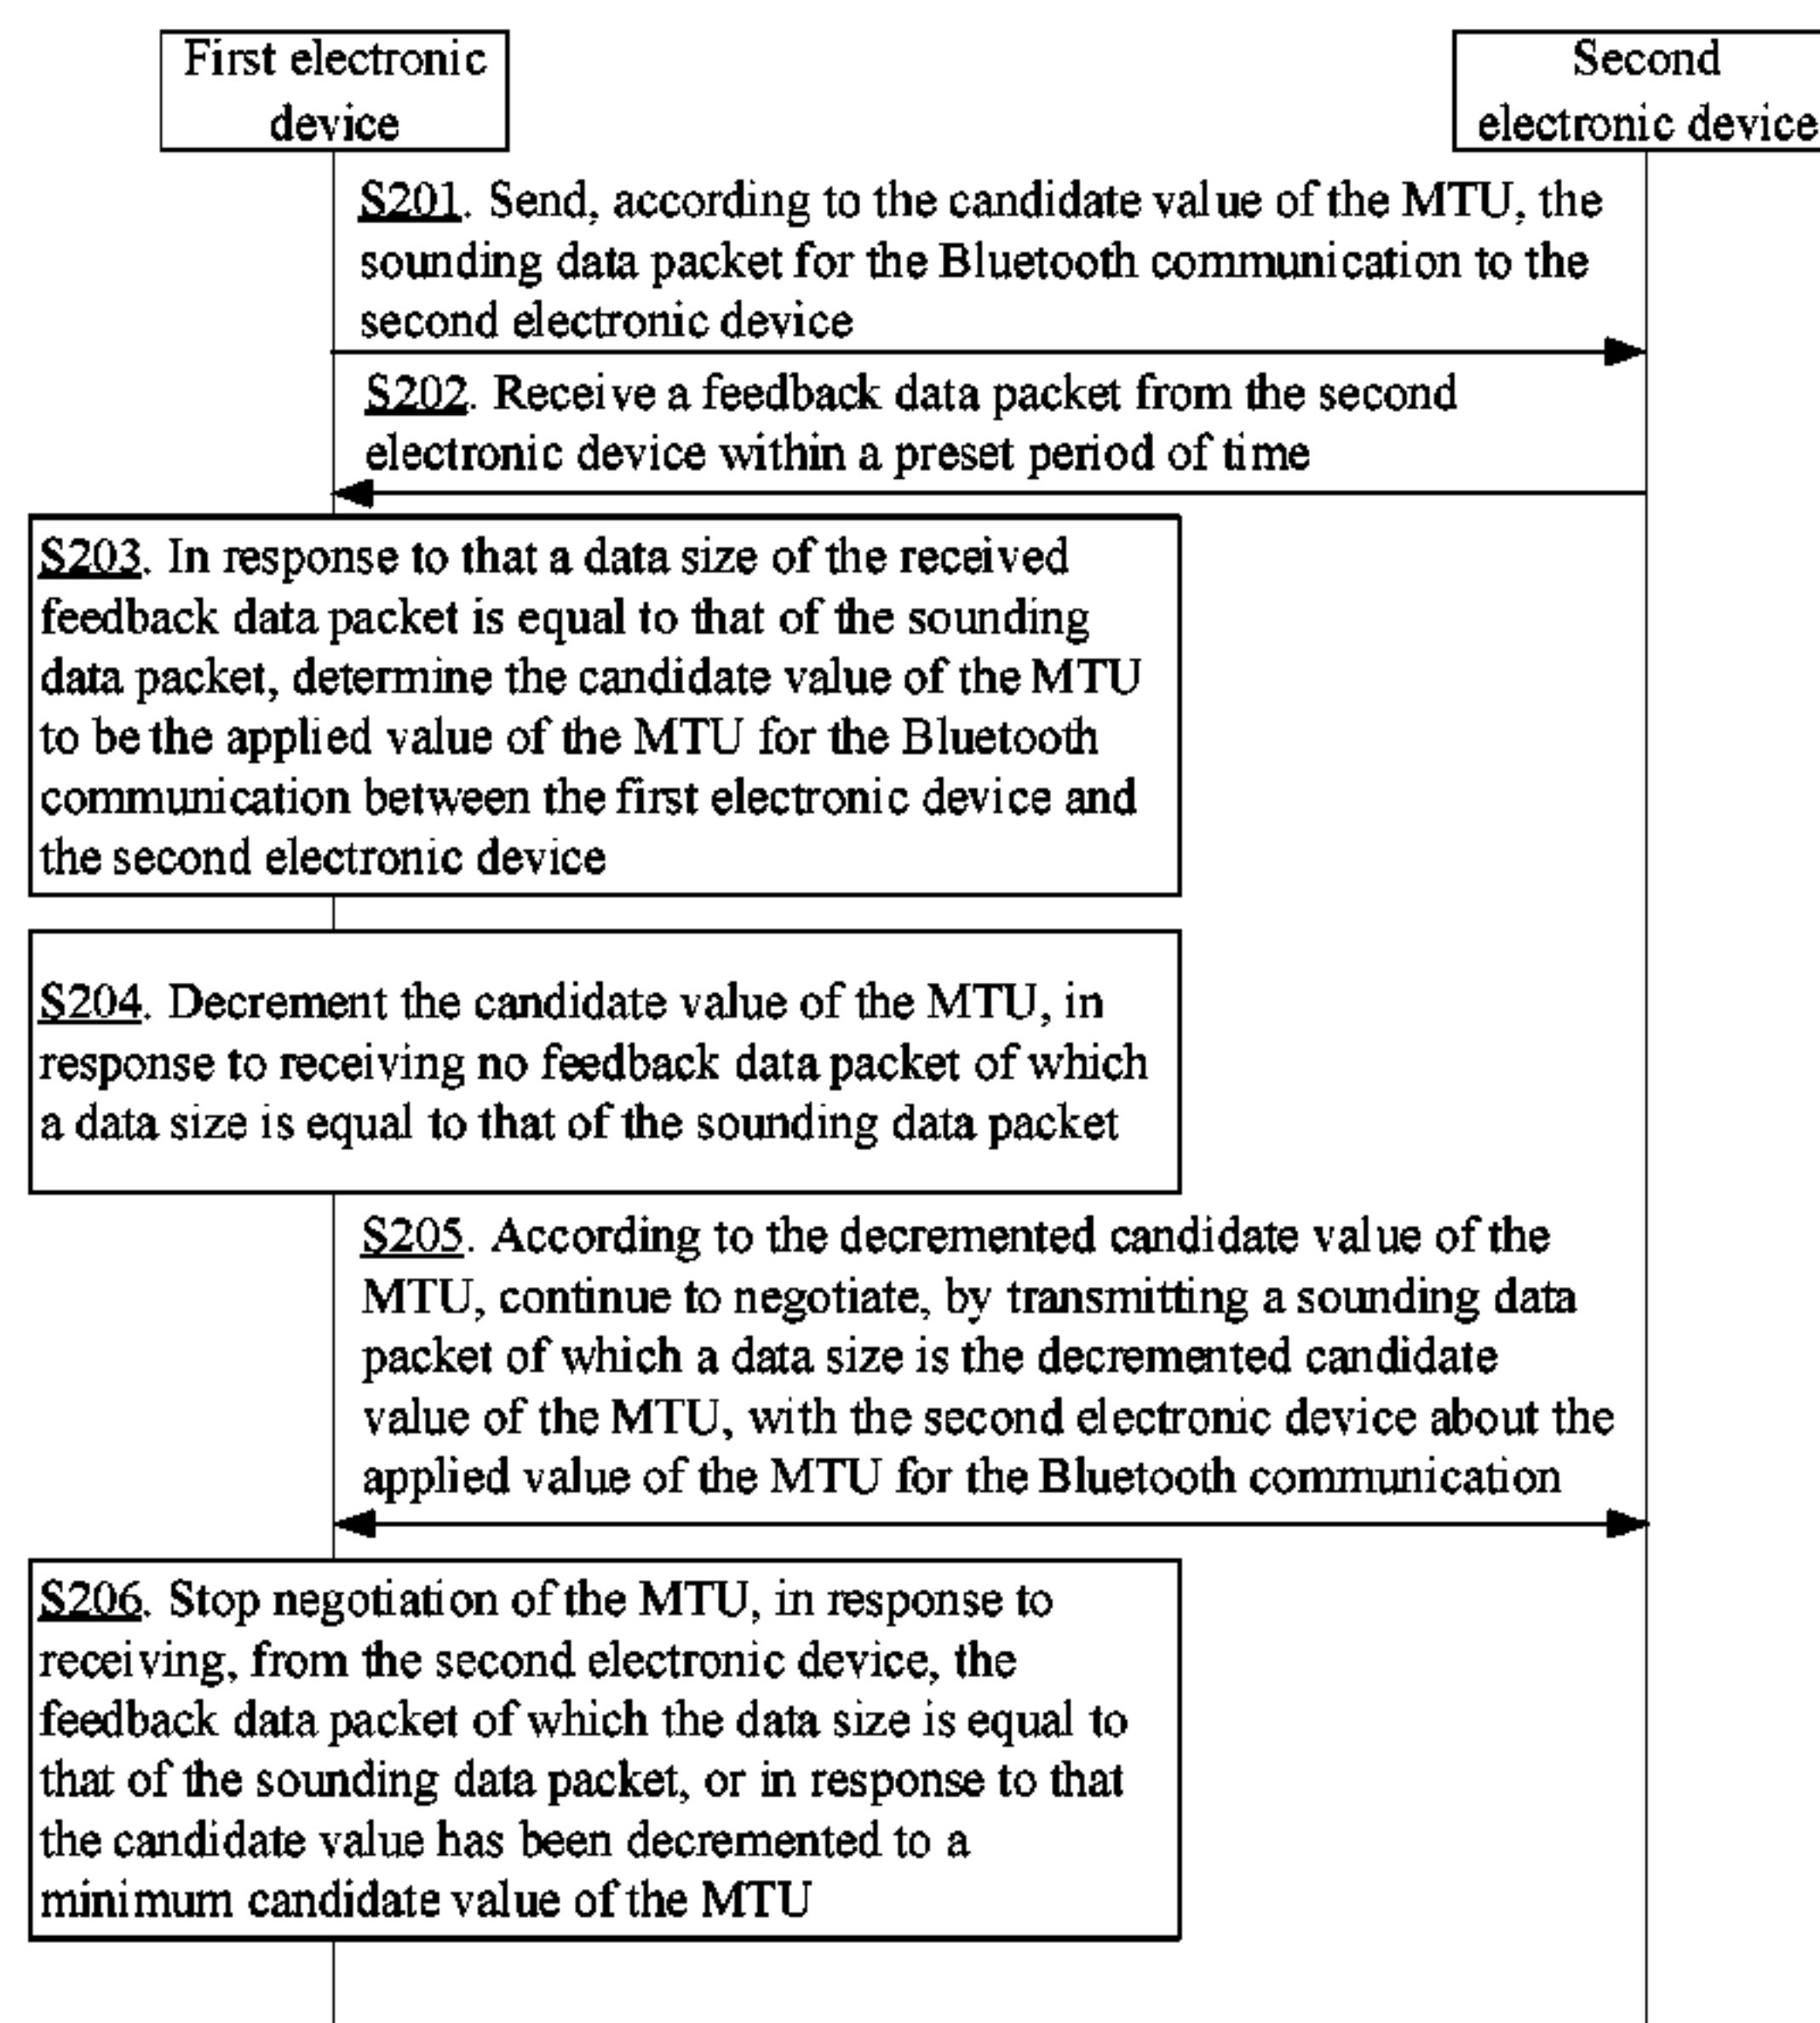 First electronic
device
Second
electronic device
S201. Send, according to the candidate value of the MTU, the
sounding data packet for the Bluetooth communication to the
second electronic device
S202. Receive a feedback data packet from the second
electronic device within a preset period of time
S203. In response to that a data size of the received
feedback data packet is equal to that of the sounding
data packet, determine the candidate value of the MTU
to be the applied value of the MTU for the Bluetooth
communication between the first electronic device and
the second electronic device
S204. Decrement the candidate value of the MTU, in
response to receiving no feedback data packet of which
a data size is equal to that of the sounding data packet
S205. According to the decremented candidate value of the
MTU, continue to negotiate, by transmitting a sounding data
packet of which a data size is the decremented candidate
value of the MTU, with the second electronic device about the
applied value of the MTU for the Bluetooth communication
S206. Stop negotiation of the MTU, in response to
receiving, from the second electronic device, the
feedback data packet of which the data size is equal to
that of the sounding data packet, or in response to that
the candidate value has been decremented to a
minimum candidate value of the MTU